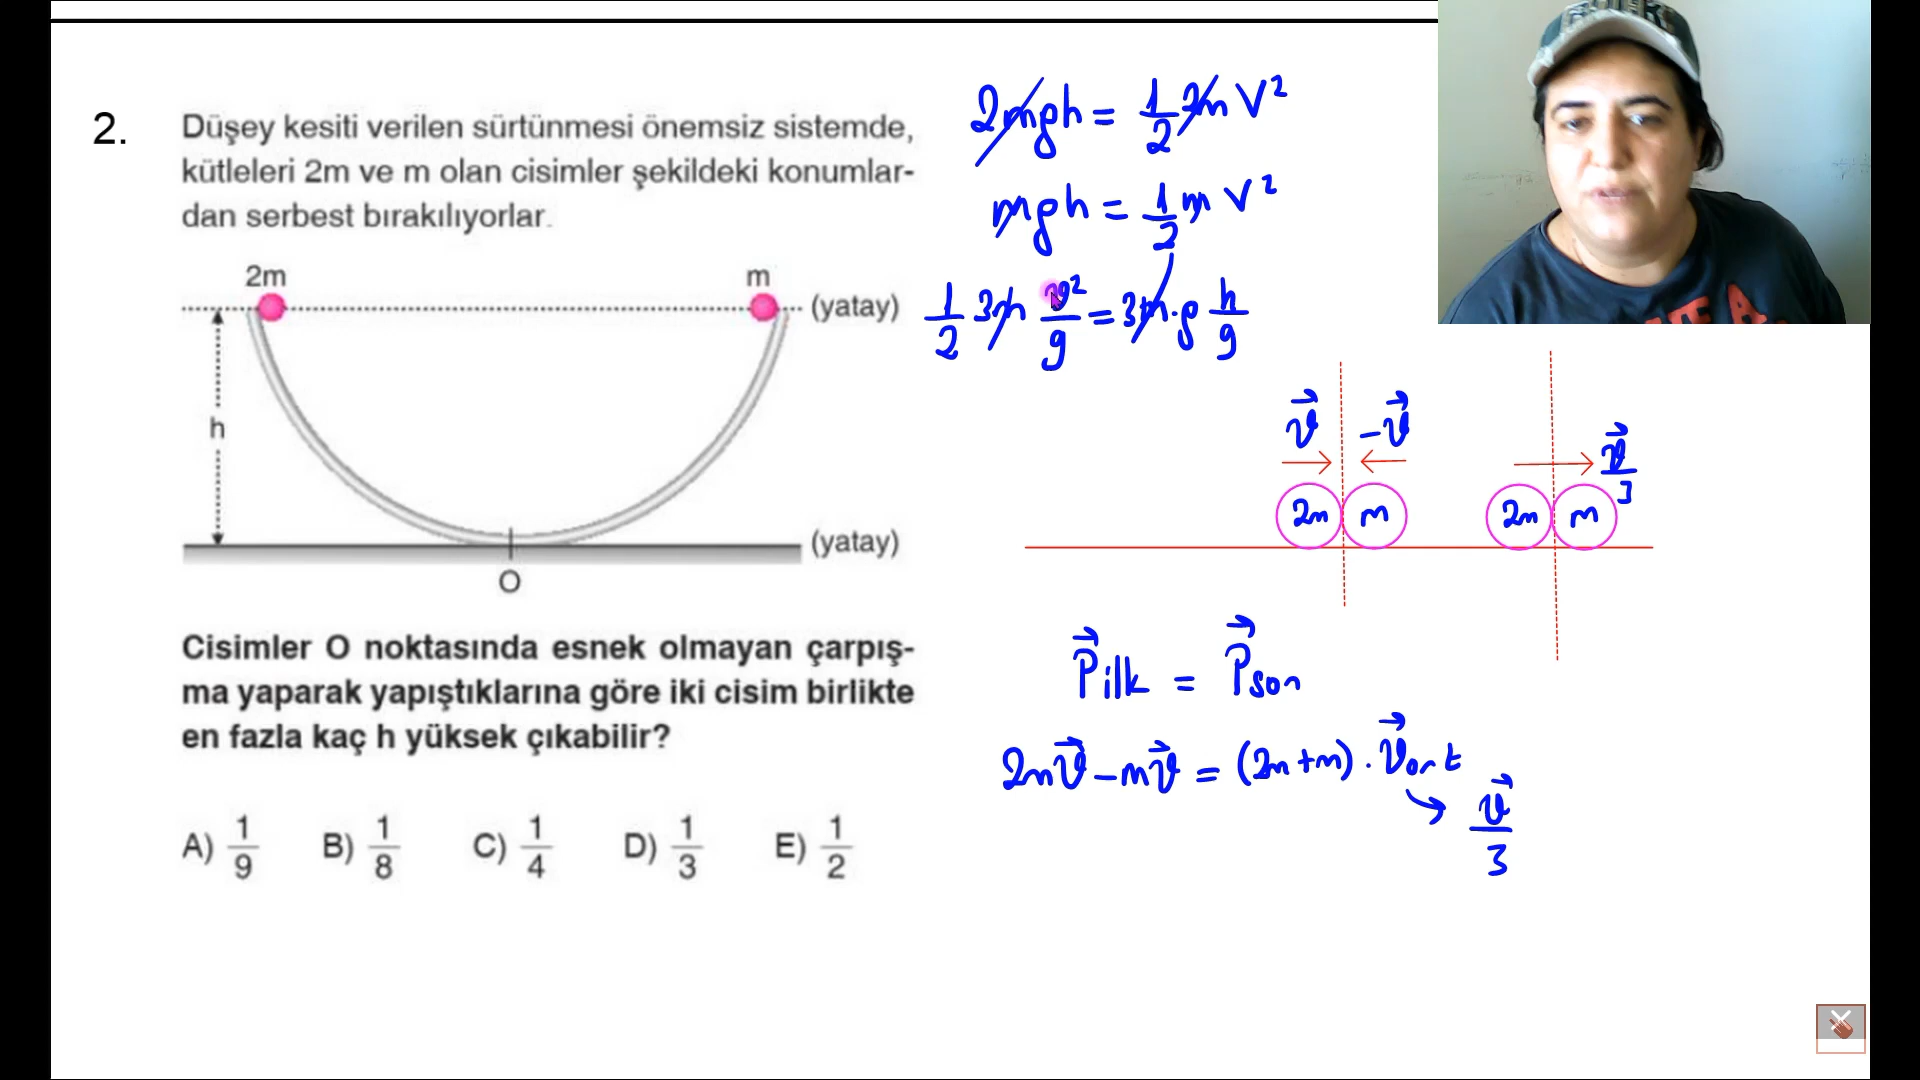 2.
Düşey kesiti verilen sürtünmesi önemsiz sistemde,
kütleleri 2m ve m olan cisimler şekildeki konumlar-
dan serbest bırakılıyorlar.
2m
m
(yatay)
h
(yatay)
O
Cisimler O noktasında esnek olmayan çarpış-
ma yaparak yapıştıklarına göre iki cisim birlikte
en fazla kaç h yüksek çıkabilir?
A) 1/9 B) 1/8 C) 1/4 D) 1/3 E) 1/2
2mgh = 1/2 2m V²
mgh = 1/2 m V²
1/2 3m v²/9 = 3m·g h/9
v⃗ -v⃗
2m m
v⃗/3
2m m
P⃗ilk = P⃗son
2mv⃗ - mv⃗ = (2m+m) . v⃗ort
v⃗/3